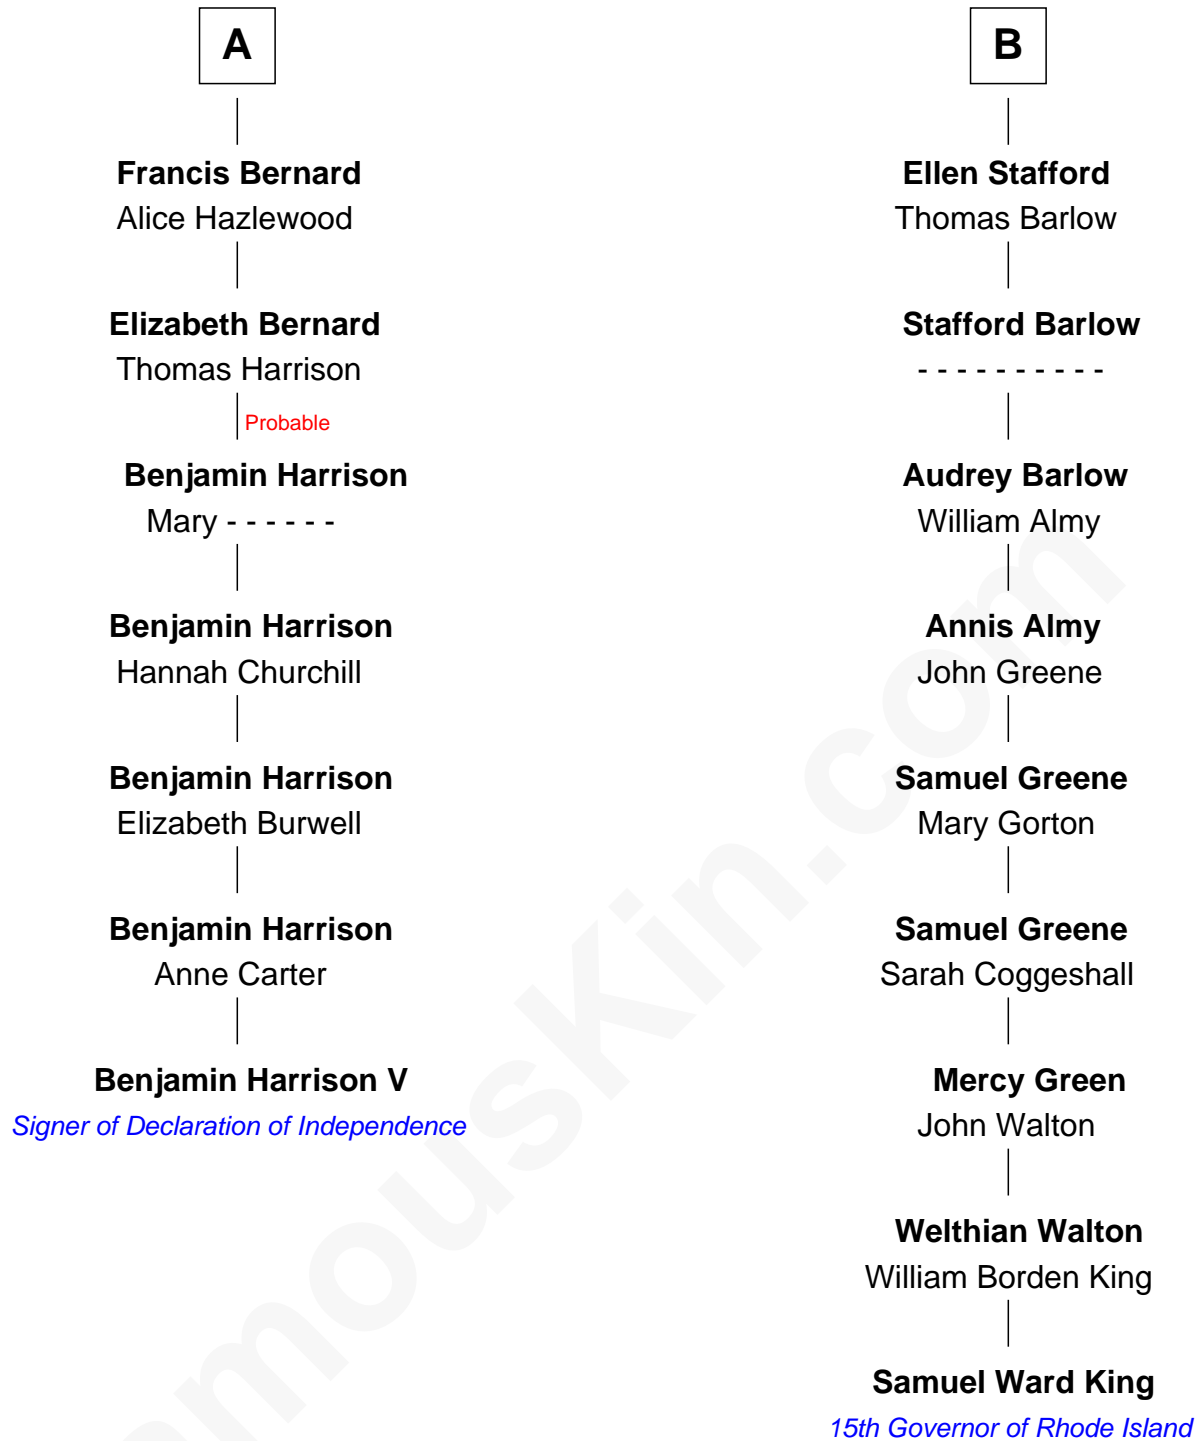 A
Francis Bernard
Alice Hazlewood
Elizabeth Bernard
Thomas Harrison
Probable
Benjamin Harrison
Mary - - - - - -
Benjamin Harrison
Hannah Churchill
Benjamin Harrison
Elizabeth Burwell
Benjamin Harrison
Anne Carter
Benjamin Harrison V
Signer of Declaration of Independence
B
Ellen Stafford
Thomas Barlow
Stafford Barlow
- - - - - - - - - -
Audrey Barlow
William Almy
Annis Almy
John Greene
Samuel Greene
Mary Gorton
Samuel Greene
Sarah Coggeshall
Mercy Green
John Walton
Welthian Walton
William Borden King
Samuel Ward King
15th Governor of Rhode Island
amouskin.com